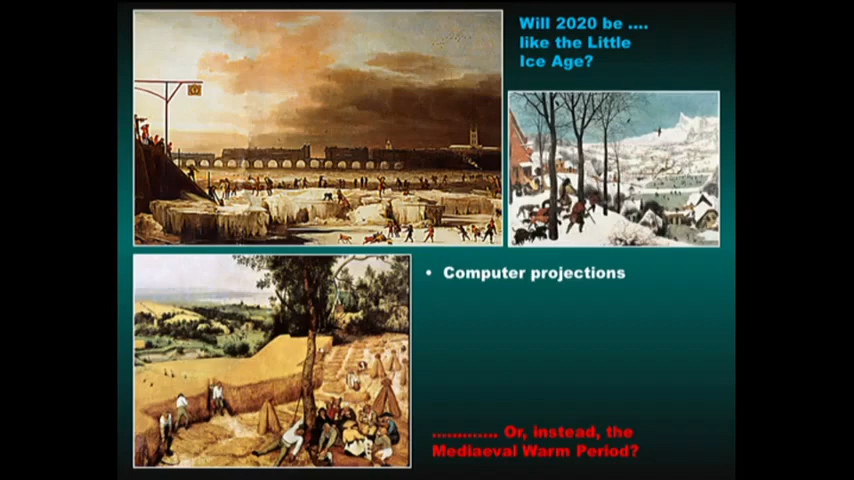 Will 2020 be ....
like the Little
Ice Age?
• Computer projections
............. Or, instead, the
Mediaeval Warm Period?